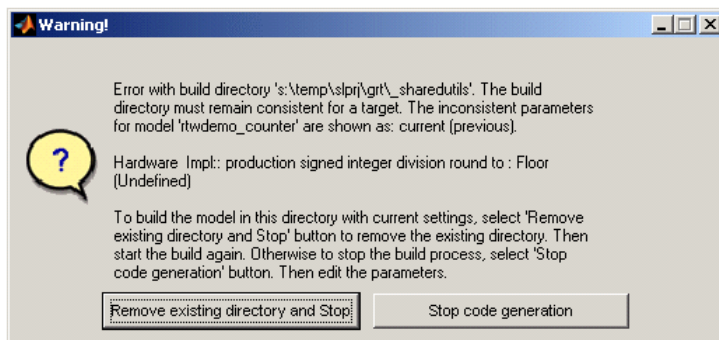 Warning!
Error with build directory 's:\temp\slprj\grt\_sharedutils'. The build
directory must remain consistent for a target. The inconsistent parameters
for model 'rtwdemo_counter' are shown as: current (previous).
Hardware Impl:: production signed integer division round to : Floor
(Undefined)
?
To build the model in this directory with current settings, select 'Remove
existing directory and Stop' button to remove the existing directory. Then
start the build again. Otherwise to stop the build process, select 'Stop
code generation' button. Then edit the parameters.
Remove existing directory and Stop
Stop code generation